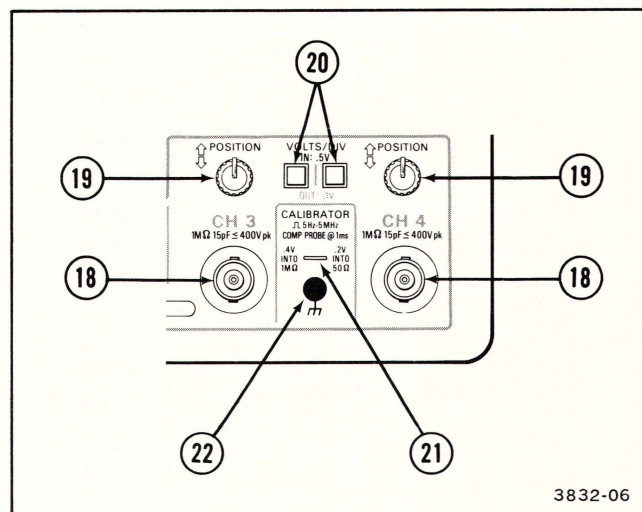 20
POSITION VOLTS/DIV POSITION
IN: .5V
19 19
OUT: .1V
CH 3 CALIBRATOR CH 4
5Hz-5MHz
1MΩ 15pF ≤ 400V pk COMP PROBE @ 1ms 1MΩ 15pF ≤ 400V pk
.4V .2V
INTO INTO
1MΩ 50Ω
18 18
22 21
3832-06